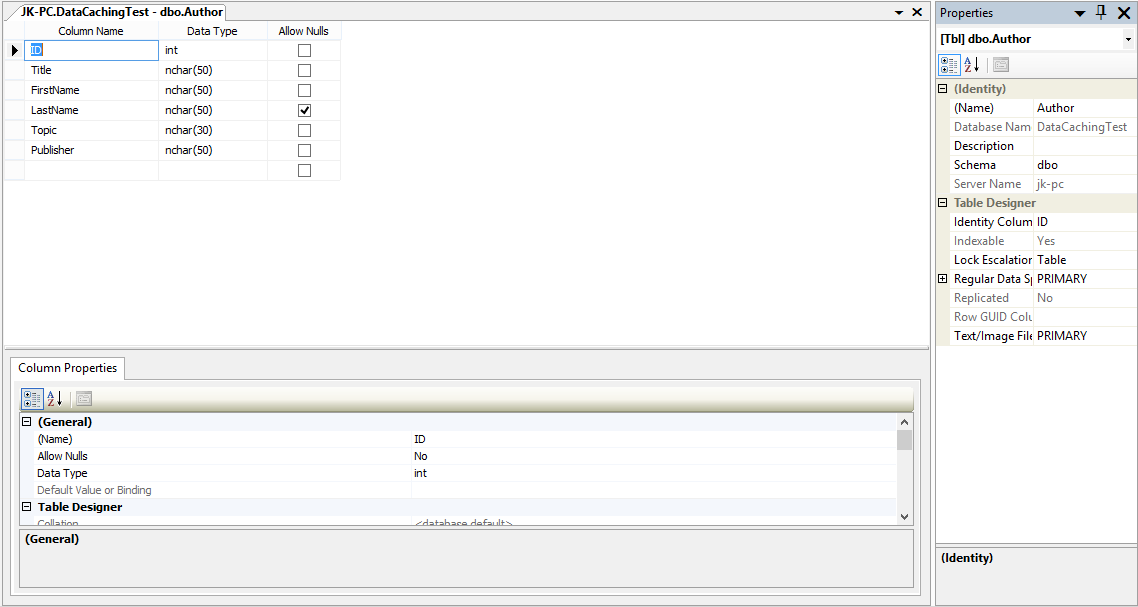 JK-PC.DataCachingTest - dbo.Author
Column Name Data Type Allow Nulls
ID int
Title nchar(50)
FirstName nchar(50)
LastName nchar(50)
Topic nchar(30)
Publisher nchar(50)
Column Properties
A
Z
(General)
(Name) ID
Allow Nulls No
Data Type int
Default Value or Binding
Table Designer
Collation <database default>
(General)
Properties
[Tbl] dbo.Author
A
Z
(Identity)
(Name) Author
Database Nam DataCachingTest
Description
Schema dbo
Server Name jk-pc
Table Designer
Identity Colum ID
Indexable Yes
Lock Escalation Table
Regular Data Sp PRIMARY
Replicated No
Row GUID Colu
Text/Image File PRIMARY
(Identity)